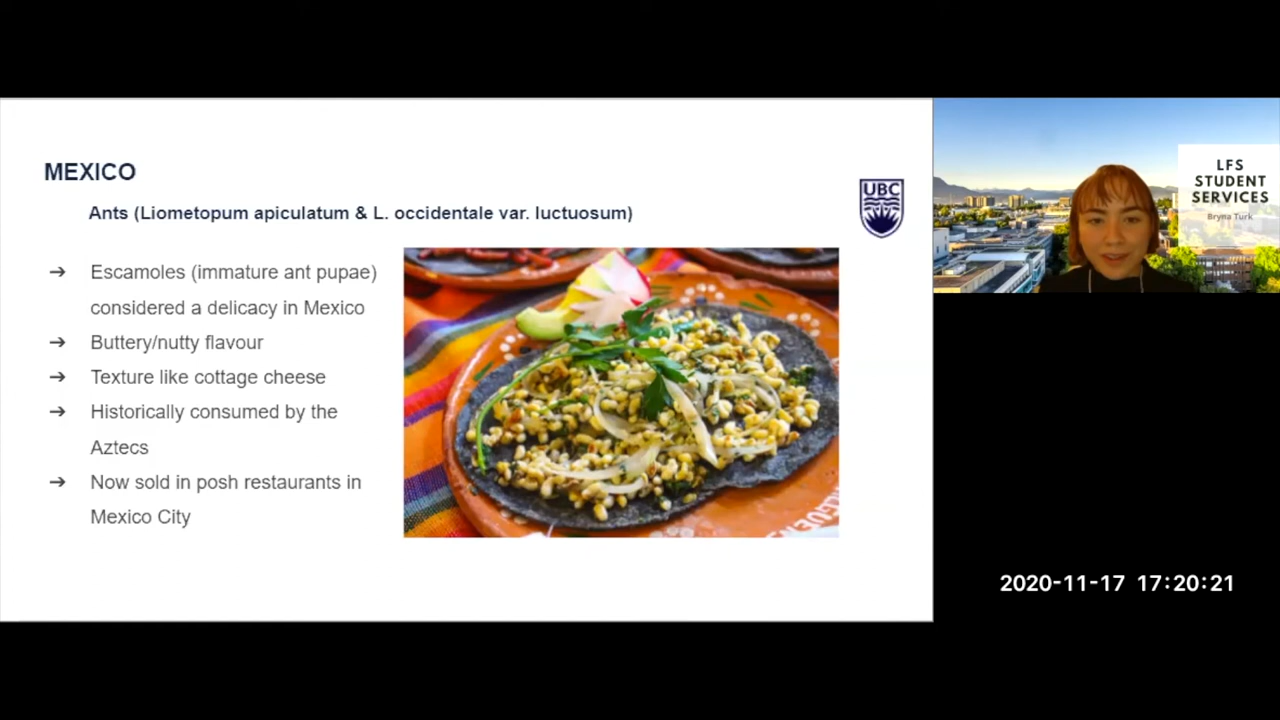 MEXICO
Ants (Liometopum apiculatum & L. occidentale var. luctuosum)
UBC
➔ Escamoles (immature ant pupae)
considered a delicacy in Mexico
➔ Buttery/nutty flavour
➔ Texture like cottage cheese
➔ Historically consumed by the
Aztecs
➔ Now sold in posh restaurants in
Mexico City
LFS
STUDENT
SERVICES
Bryna Turk
2020-11-17 17:20:21